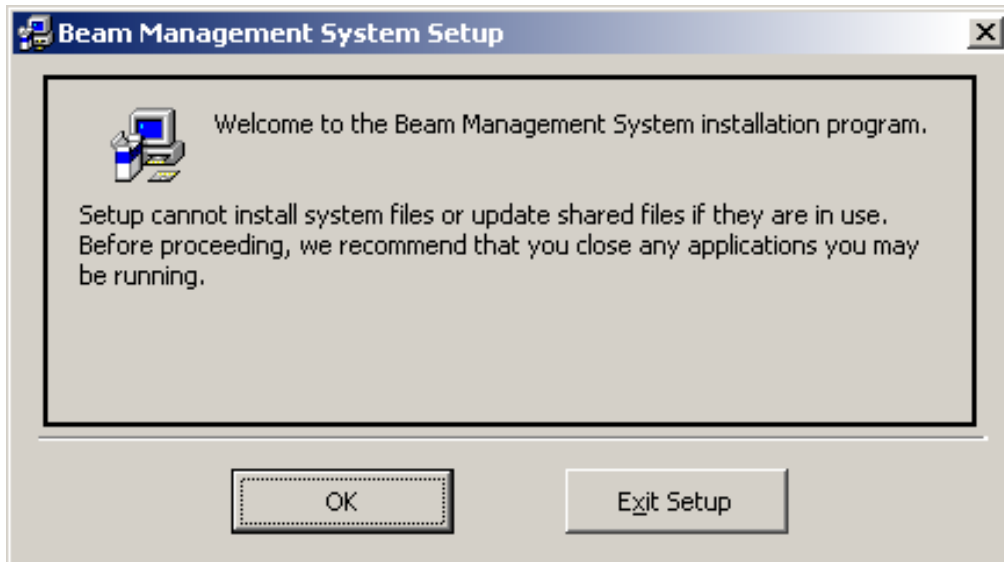 Beam Management System Setup
Welcome to the Beam Management System installation program.
Setup cannot install system files or update shared files if they are in use.
Before proceeding, we recommend that you close any applications you may
be running.
OK
Exit Setup